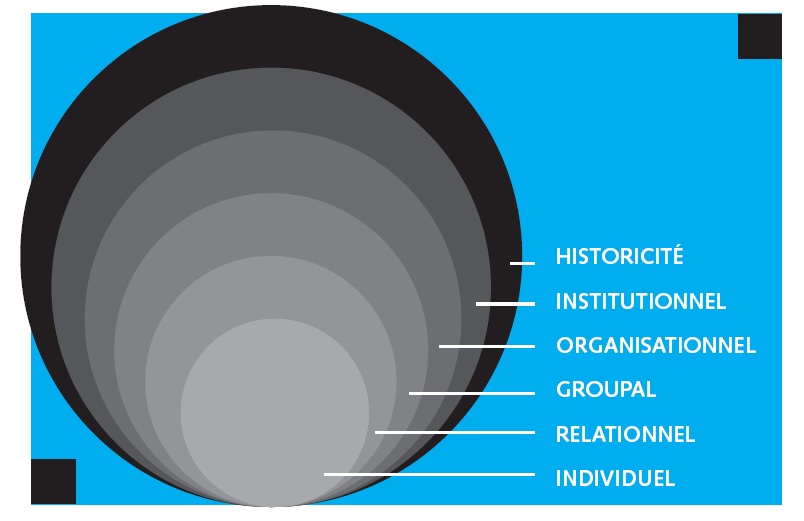 HISTORICITÉ
INSTITUTIONNEL
ORGANISATIONNEL
GROUPAL
RELATIONNEL
INDIVIDUEL